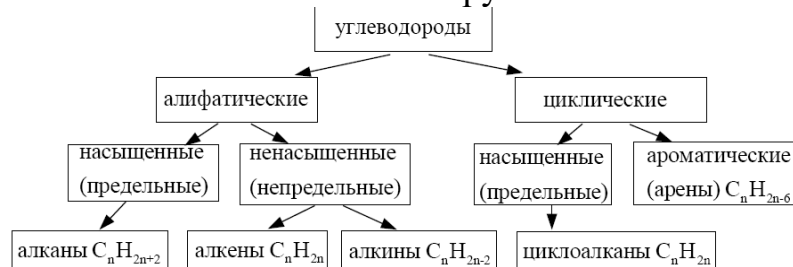 углеводороды
алифатические
циклические
насыщенные
(предельные)
ненасыщенные
(непредельные)
насыщенные
(предельные)
ароматические
(арены) CnH2n-6
алканы CnH2n+2
алкены CnH2n
алкины CnH2n-2
циклоалканы CnH2n